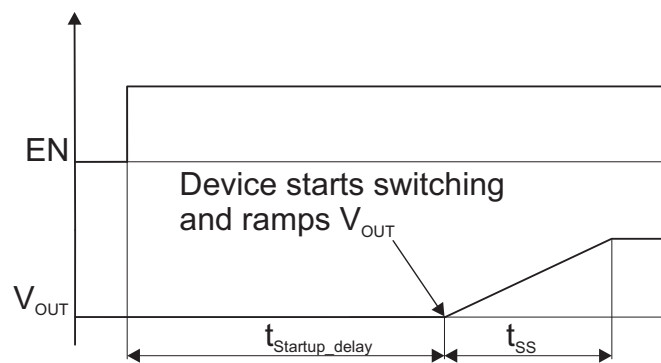 EN
Device starts switching
and ramps VOUT
VOUT
tStartup_delay
tSS